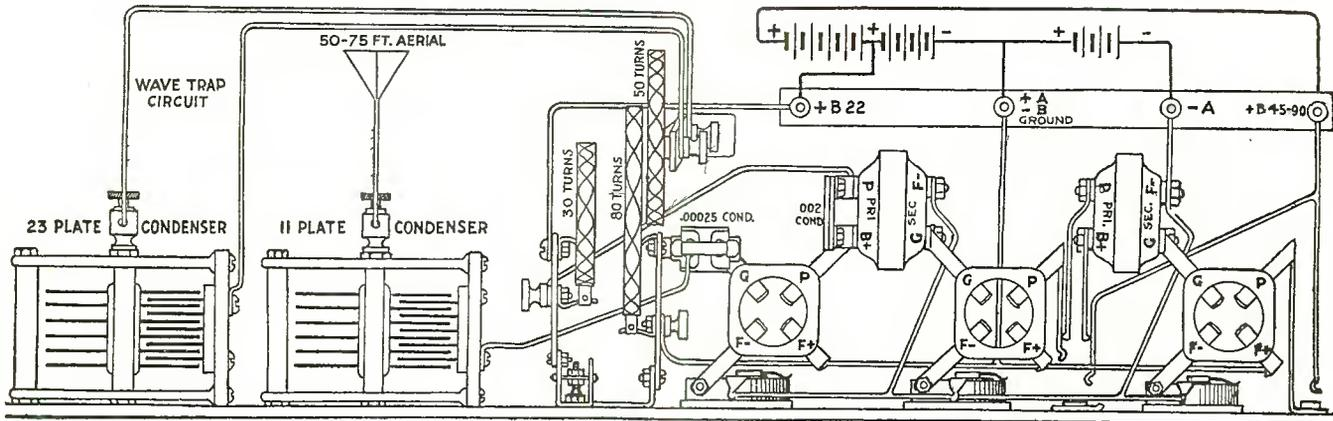 50-75 FT. AERIAL
WAVE TRAP
CIRCUIT
23 PLATE CONDENSER
11 PLATE CONDENSER
30 TURNS
80 TURNS
50 TURNS
.00025 COND.
+ + - + -
+B 22
+ A
- B
GROUND
-A
+B 45-90
002
COND
P PRI. B+
F- SEC. G
P PRI. B+
F- SEC. G
G P
F- F+
G P
F- F+
G P
F- F+